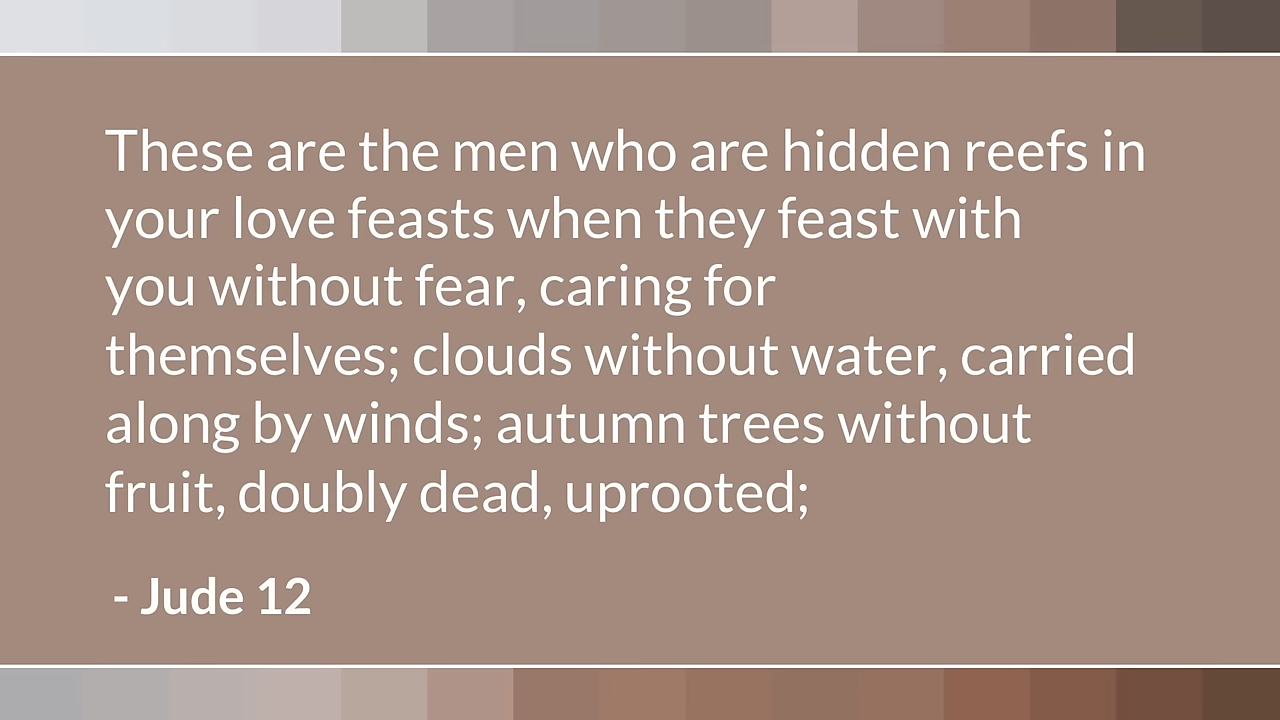 These are the men who are hidden reefs in
your love feasts when they feast with
you without fear, caring for
themselves; clouds without water, carried
along by winds; autumn trees without
fruit, doubly dead, uprooted;
- Jude 12